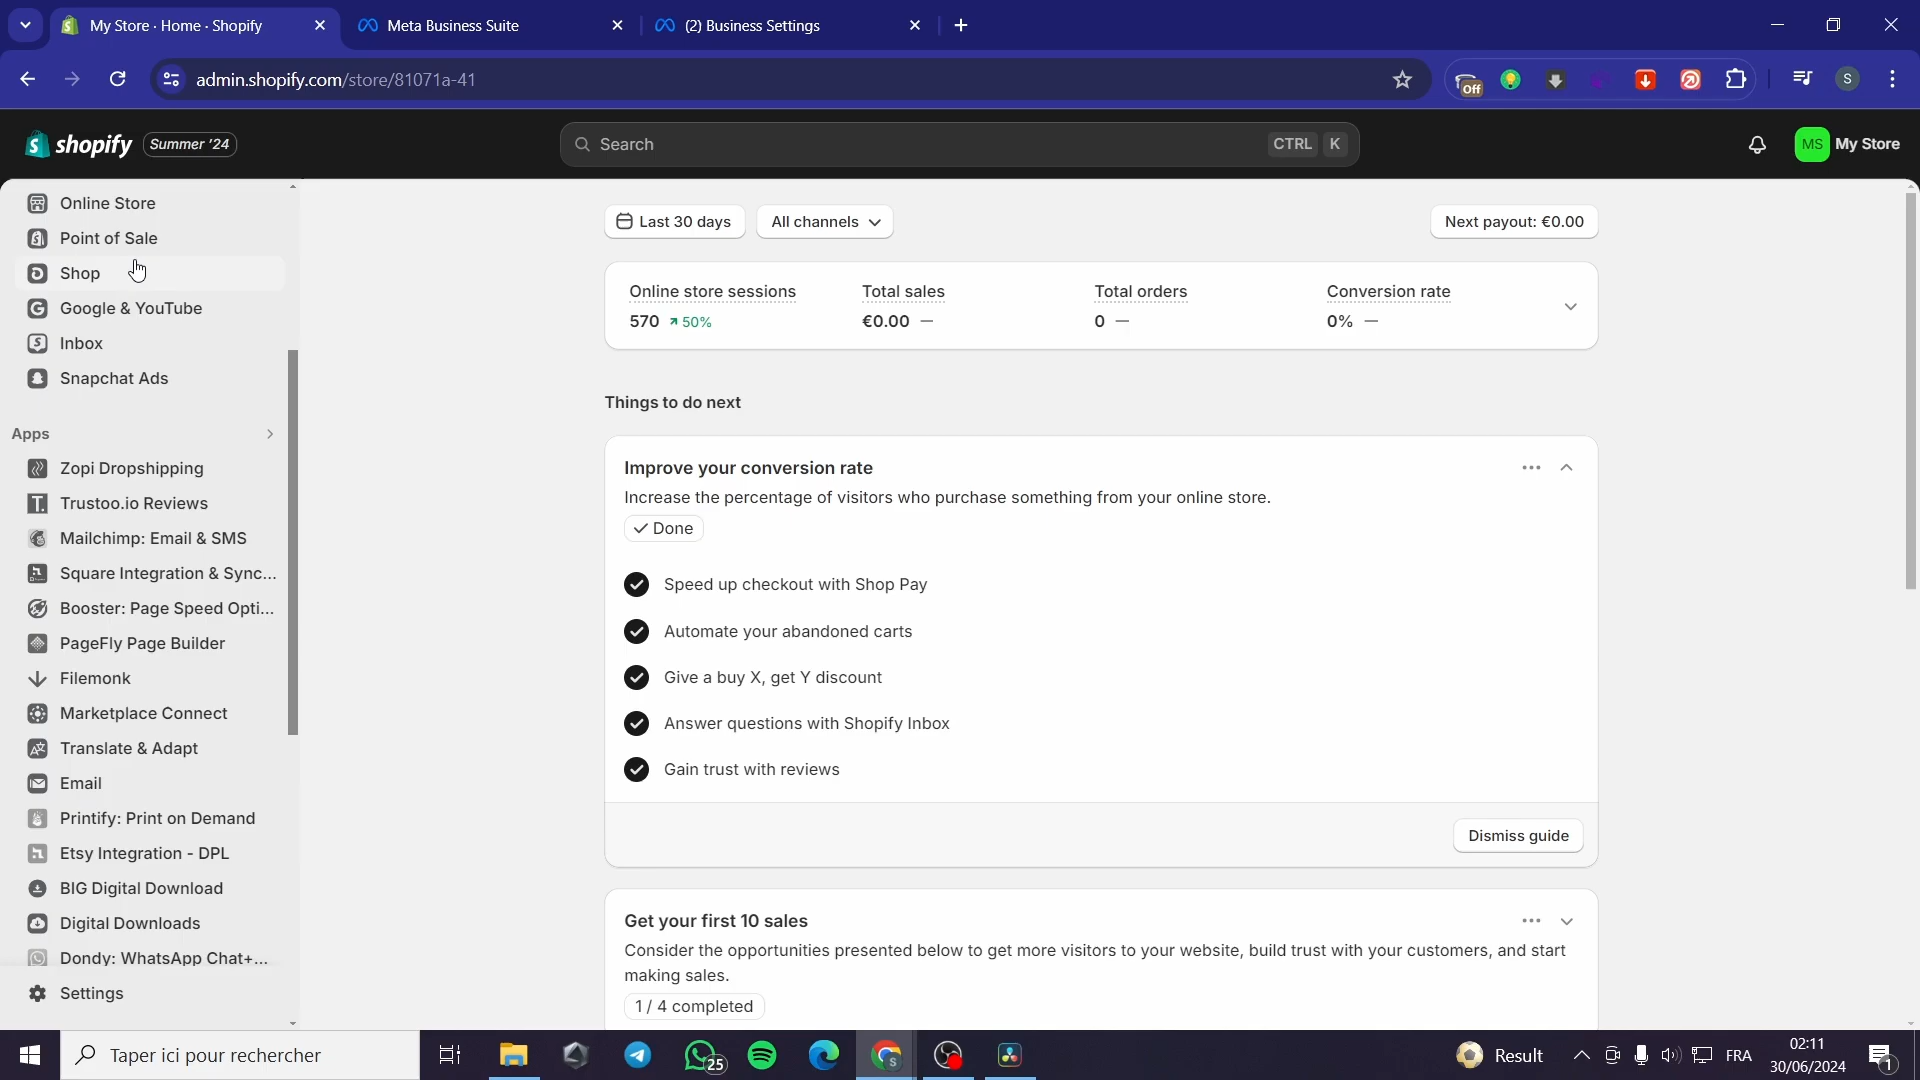 My Store · Home · Shopify
Meta Business Suite
(2) Business Settings
admin.shopify.com/store/81071a-41
Off
S
shopify
Summer '24
Search
CTRL K
MS
My Store
Online Store
Point of Sale
Shop
Google & YouTube
Inbox
Snapchat Ads
Apps
Zopi Dropshipping
Trustoo.io Reviews
Mailchimp: Email & SMS
Square Integration & Sync...
Booster: Page Speed Opti...
PageFly Page Builder
Filemonk
Marketplace Connect
Translate & Adapt
Email
Printify: Print on Demand
Etsy Integration - DPL
BIG Digital Download
Digital Downloads
Dondy: WhatsApp Chat+...
Settings
Last 30 days
All channels
Next payout: €0.00
Online store sessions
570 50%
Total sales
€0.00 —
Total orders
0 —
Conversion rate
0% —
Things to do next
Improve your conversion rate
Increase the percentage of visitors who purchase something from your online store.
Done
Speed up checkout with Shop Pay
Automate your abandoned carts
Give a buy X, get Y discount
Answer questions with Shopify Inbox
Gain trust with reviews
Dismiss guide
Get your first 10 sales
Consider the opportunities presented below to get more visitors to your website, build trust with your customers, and start
making sales.
1 / 4 completed
Taper ici pour rechercher
25
Result
FRA
02:11
30/06/2024
1